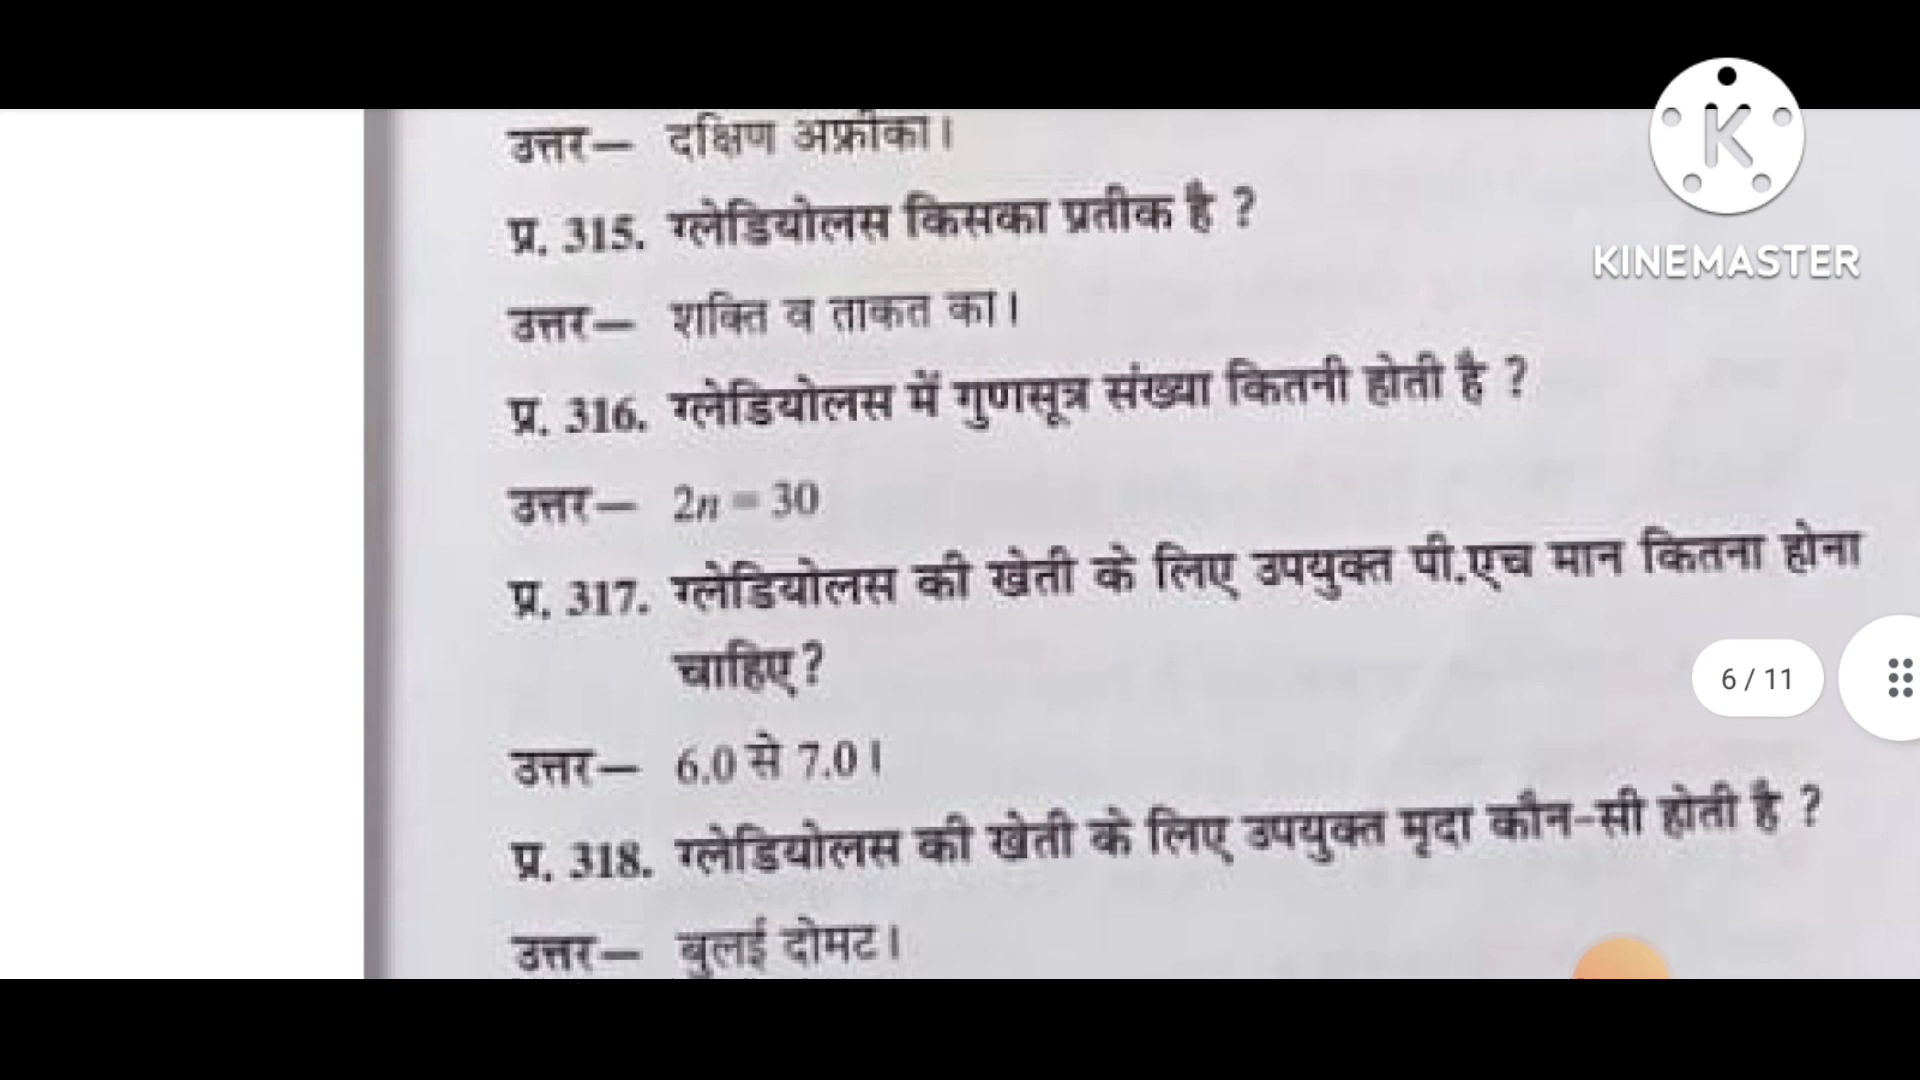 उत्तर— दक्षिण अफ्रीका।
प्र. 315. ग्लेडियोलस किसका प्रतीक है ?
उत्तर— शक्ति व ताकत का।
प्र. 316. ग्लेडियोलस में गुणसूत्र संख्या कितनी होती है ?
उत्तर— 2n = 30
प्र. 317. ग्लेडियोलस की खेती के लिए उपयुक्त पी.एच मान कितना होना
चाहिए?
उत्तर— 6.0 से 7.0।
प्र. 318. ग्लेडियोलस की खेती के लिए उपयुक्त मृदा कौन-सी होती है ?
उत्तर— बुलई दोमट।
K
KINEMASTER
6 / 11